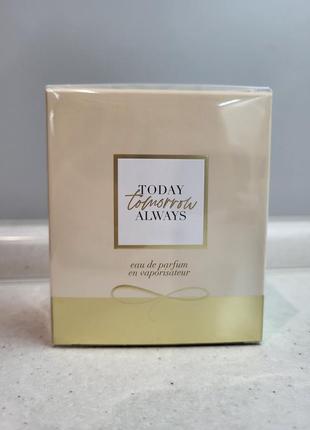 TODAY
tomorrow
ALWAYS
eau de parfum
en vaporisateur